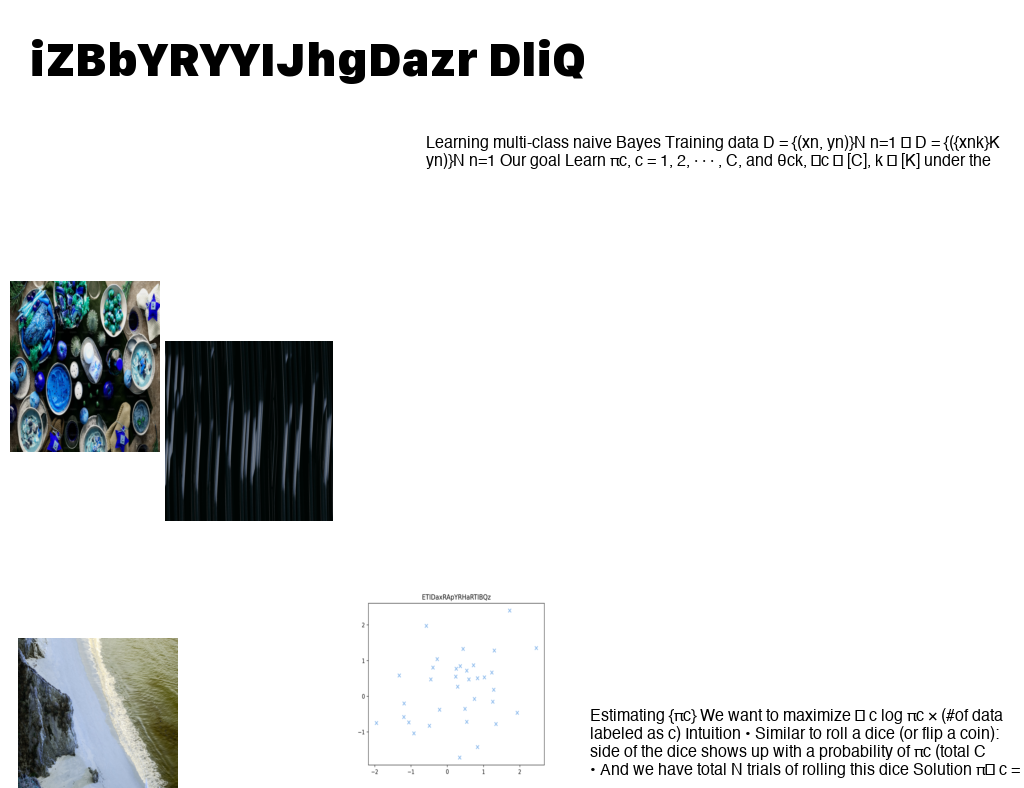 iZBbYRYYIJhgDazr DliQ
Learning multi-class naive Bayes Training data D = {(xn, yn)}N n=1 □ D = {({xnk}K
yn)}N n=1 Our goal Learn πc, c = 1, 2, · · · , C, and θck, □c □ [C], k □ [K] under the
ETIDaxRApYRHaRTIBQz
2
1
0
−1
−2 −1 0 1 2
Estimating {πc} We want to maximize □ c log πc × (#of data
labeled as c) Intuition • Similar to roll a dice (or flip a coin):
side of the dice shows up with a probability of πc (total C
• And we have total N trials of rolling this dice Solution π□ c =